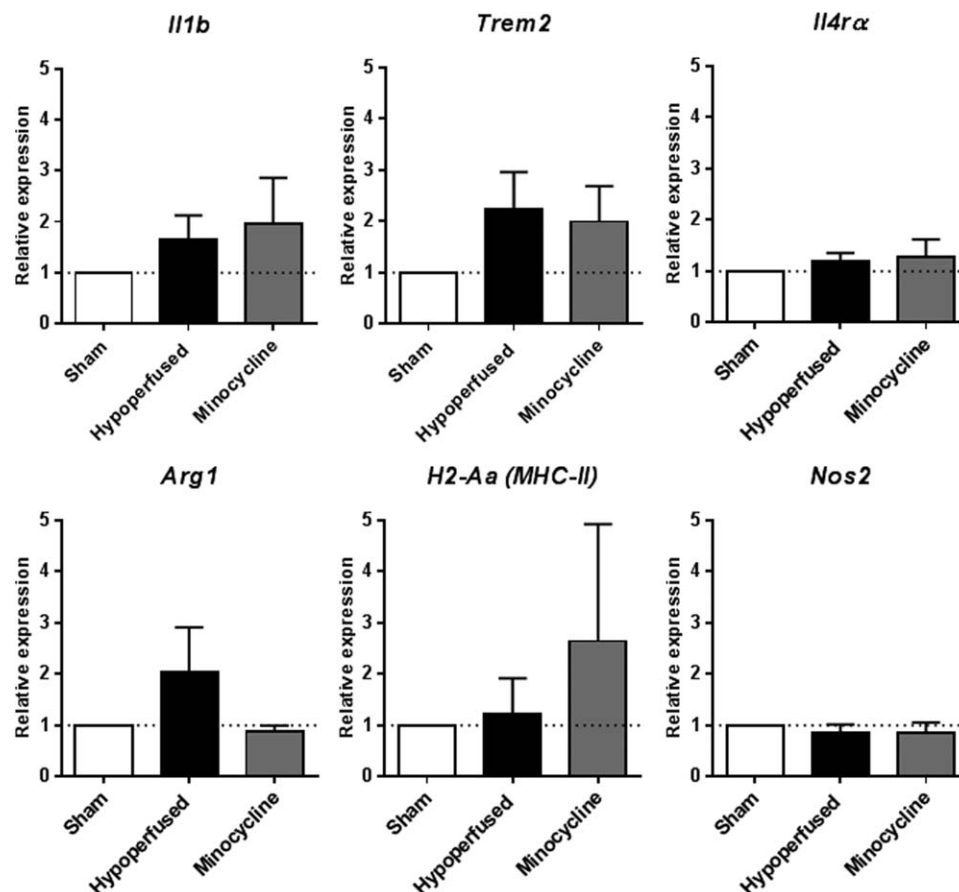 Il1b
Trem2
Il4rα
Relative expression
5
4
3
2
1
0
Sham
Hypoperfused
Minocycline
Relative expression
5
4
3
2
1
0
Sham
Hypoperfused
Minocycline
Relative expression
5
4
3
2
1
0
Sham
Hypoperfused
Minocycline
Arg1
H2-Aa (MHC-II)
Nos2
Relative expression
5
4
3
2
1
0
Sham
Hypoperfused
Minocycline
Relative expression
5
4
3
2
1
0
Sham
Hypoperfused
Minocycline
Relative expression
5
4
3
2
1
0
Sham
Hypoperfused
Minocycline